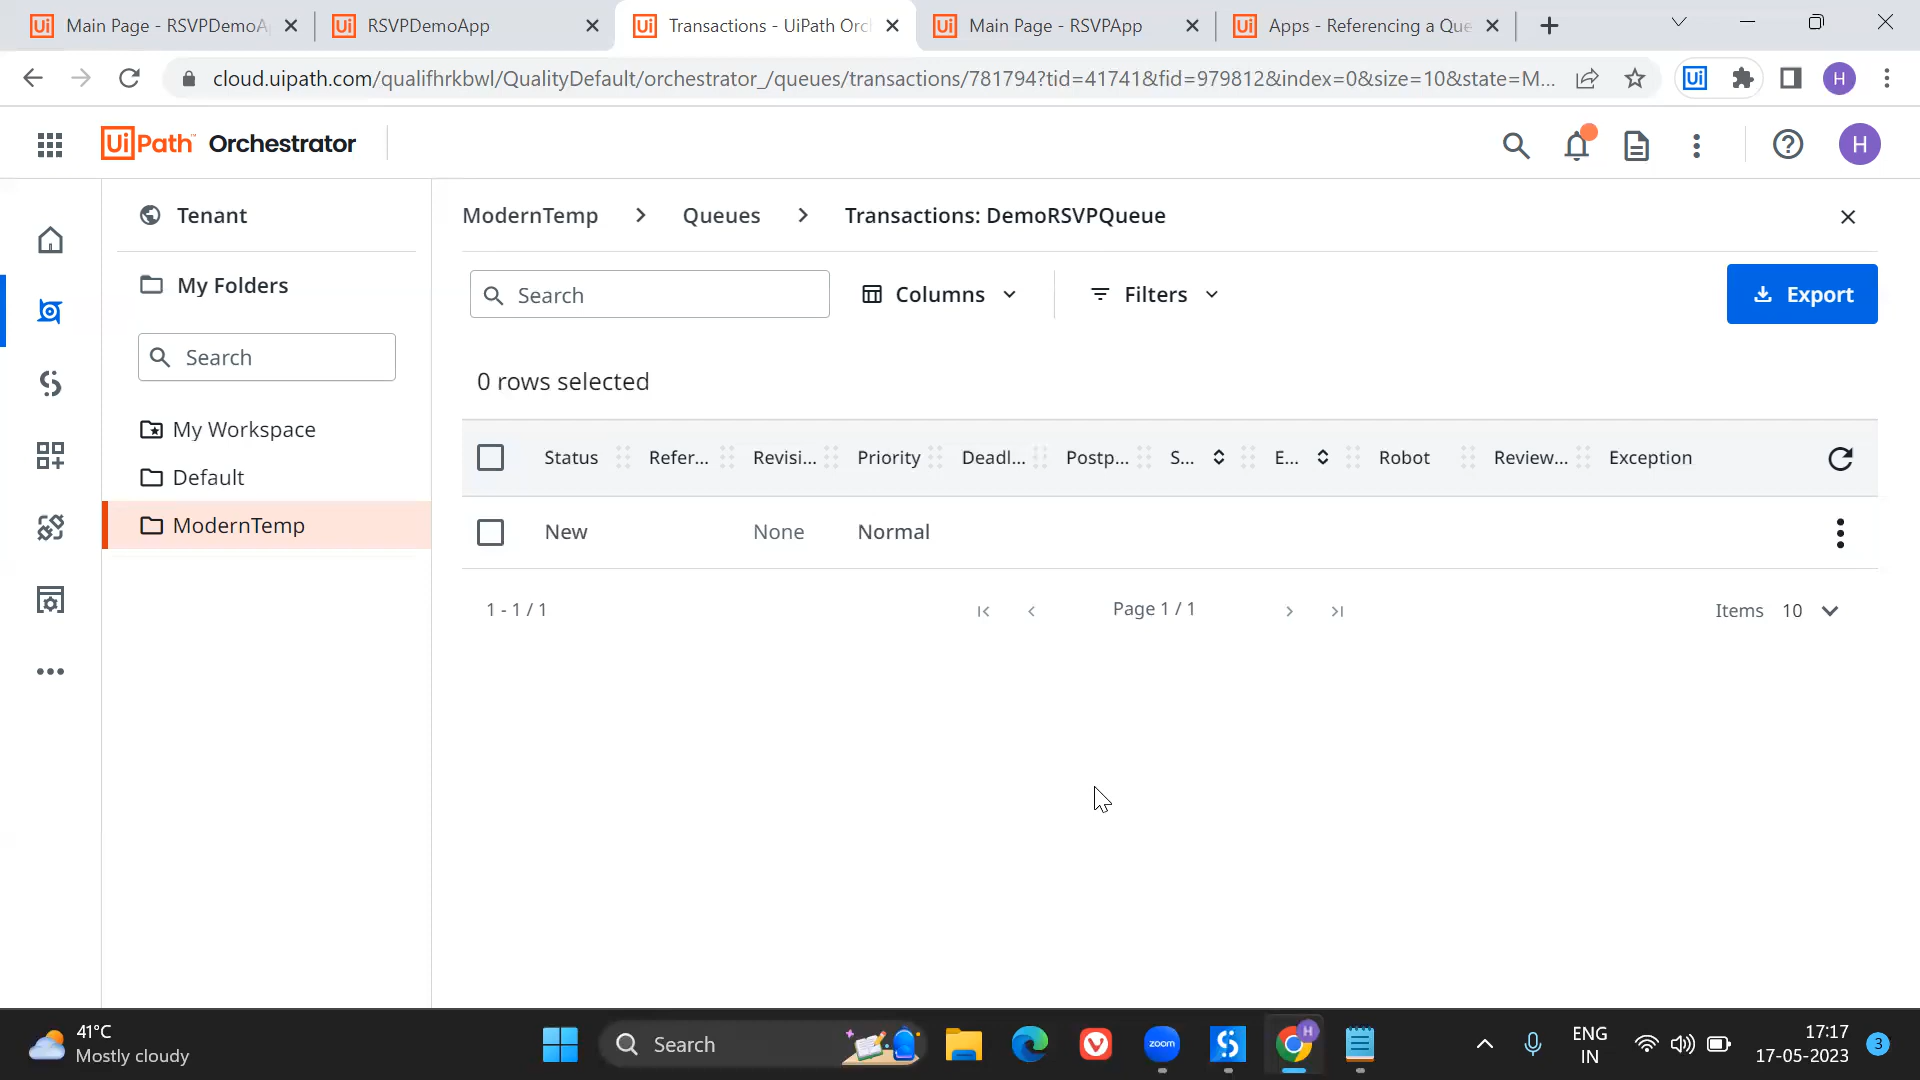 Main Page - RSVPDemoA
RSVPDemoApp
Transactions - UiPath Orc
Main Page - RSVPApp
Apps - Referencing a Que
cloud.uipath.com/qualifhrkbwl/QualityDefault/orchestrator_/queues/transactions/781794?tid=41741&fid=979812&index=0&size=10&state=M...
Ui
H
UiPath™ Orchestrator
H
Tenant
My Folders
Search
My Workspace
Default
ModernTemp
ModernTemp > Queues > Transactions: DemoRSVPQueue
Search
Columns
Filters
Export
0 rows selected
Status Refer... Revisi... Priority Deadl... Postp... S... E... Robot Review... Exception
New None Normal
1 - 1 / 1
Page 1 / 1
Items 10
41°C
Mostly cloudy
Search
zoom
H
ENG
IN
17:17
17-05-2023
3